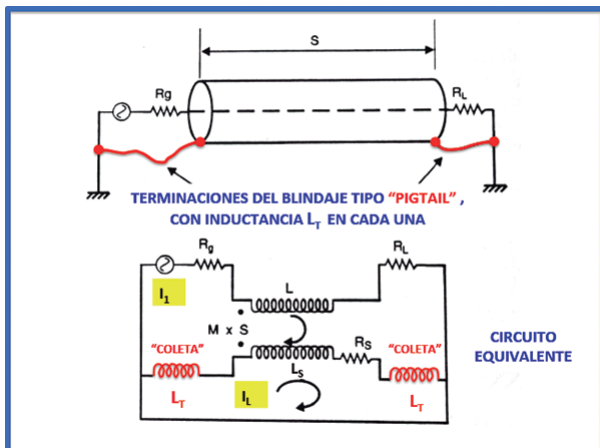 S
Rg
RL
TERMINACIONES DEL BLINDAJE TIPO "PIGTAIL" ,
CON INDUCTANCIA LT EN CADA UNA
Rg
RL
I1
L
M x S
"COLETA"
RS
"COLETA"
CIRCUITO
EQUIVALENTE
LS
LT
IL
LT